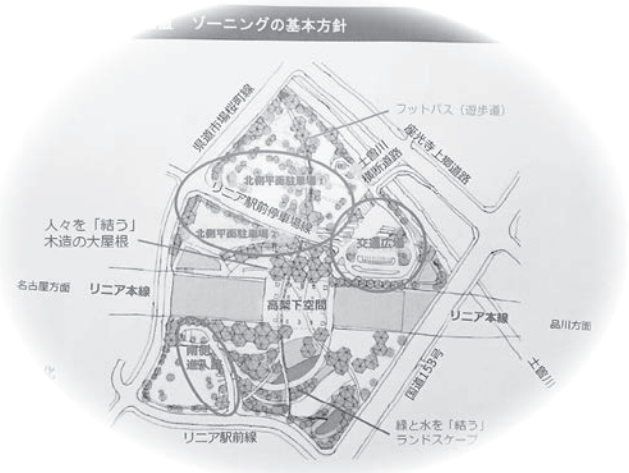 ゾーニングの基本方針
県道市場桜町線
フットパス（遊歩道）
座光寺上郷道路
土曽川
横断道路
北側平面駐車場①
リニア駅前停車場線
人々を「結う」
木造の大屋根
北側平面駐車場②
交通広場
名古屋方面
リニア本線
高架下空間
リニア本線
品川方面
南側
国道153号
土曽川
緑と水を「結う」
ランドスケープ
リニア駅前線